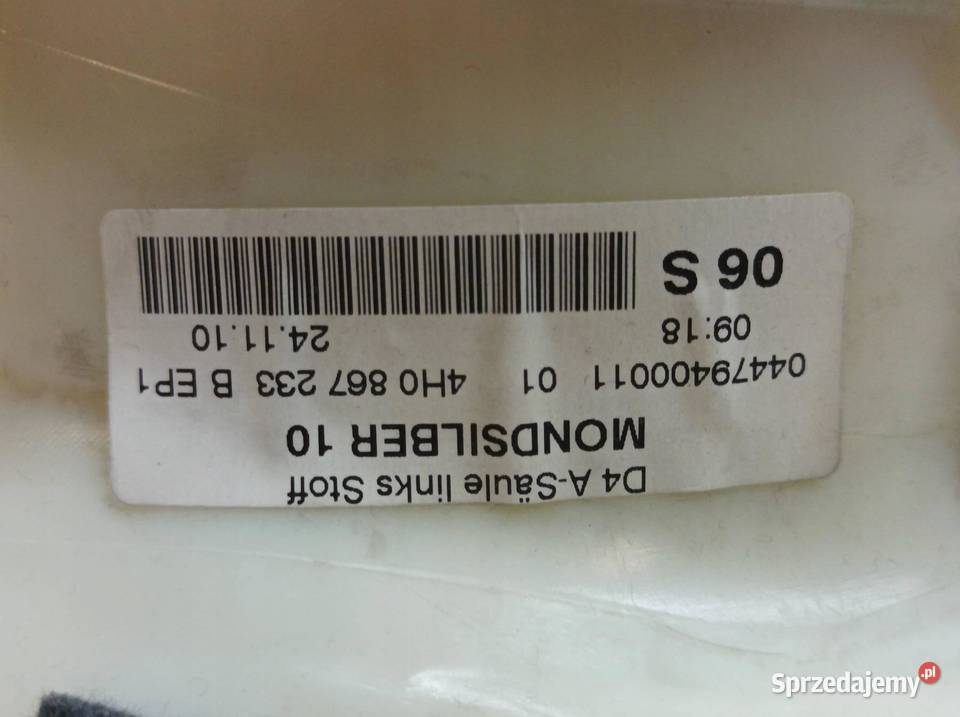 D4 A-Säule links Stoff
MONDSILBER 10
0447940011 01 4H0 867 233 B EP1
09:18 24.11.10
06 S
Sprzedajemy.pl